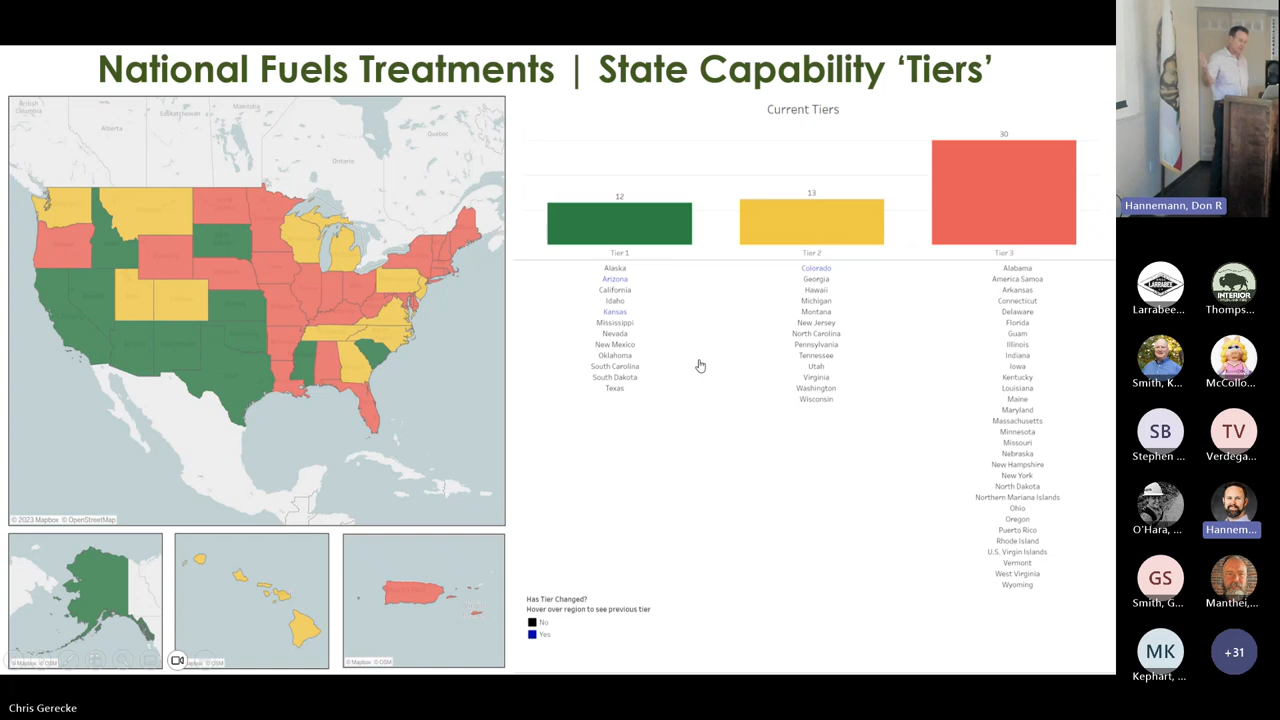 National Fuels Treatments | State Capability ‘Tiers’
British Columbia
Alberta
Saskatchewan
Manitoba
Ontario
Quebec
© 2023 Mapbox © OpenStreetMap
© Mapbox © OSM
Mapbox © OSM
© Mapbox © OSM
Current Tiers
12
13
30
Tier 1
Tier 2
Tier 3
Alaska
Arizona
California
Idaho
Kansas
Mississippi
Nevada
New Mexico
Oklahoma
South Carolina
South Dakota
Texas
Colorado
Georgia
Hawaii
Michigan
Montana
New Jersey
North Carolina
Pennsylvania
Tennessee
Utah
Virginia
Washington
Wisconsin
Alabama
America Samoa
Arkansas
Connecticut
Delaware
Florida
Guam
Illinois
Indiana
Iowa
Kentucky
Louisiana
Maine
Maryland
Massachusetts
Minnesota
Missouri
Nebraska
New Hampshire
New York
North Dakota
Northern Mariana Islands
Ohio
Oregon
Puerto Rico
Rhode Island
U.S. Virgin Islands
Vermont
West Virginia
Wyoming
Has Tier Changed?
Hover over region to see previous tier
No
Yes
Hannemann, Don R
LARRABEE
Larrabee...
INTERIOR
Thomps...
Smith, K...
McCollo...
SB
Stephen ...
TV
Verdega...
O'Hara, ...
Hannem...
GS
Smith, G...
Manthei,...
MK
Kephart, ...
+31
Chris Gerecke